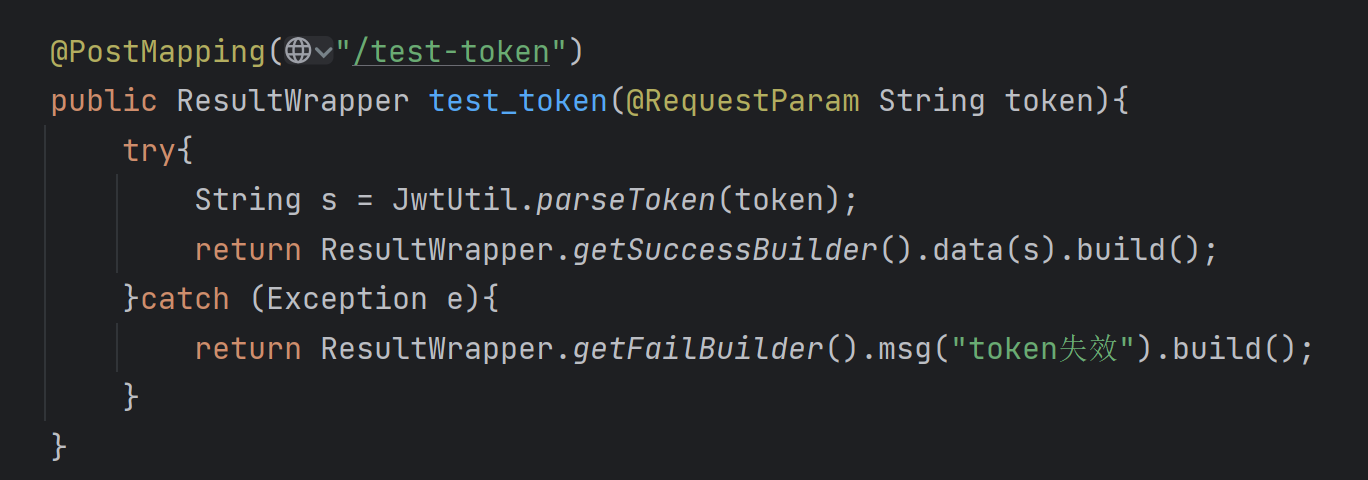 @PostMapping("/test-token")
public ResultWrapper test_token(@RequestParam String token){
try{
String s = JwtUtil.parseToken(token);
return ResultWrapper.getSuccessBuilder().data(s).build();
}catch (Exception e){
return ResultWrapper.getFailBuilder().msg("token失效").build();
}
}